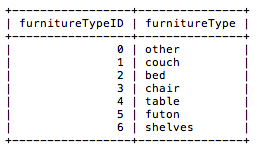 +-----------------+---------------+
| furnitureTypeID | furnitureType |
+-----------------+---------------+
|               0 | other         |
|               1 | couch         |
|               2 | bed           |
|               3 | chair         |
|               4 | table         |
|               5 | futon         |
|               6 | shelves       |
+-----------------+---------------+